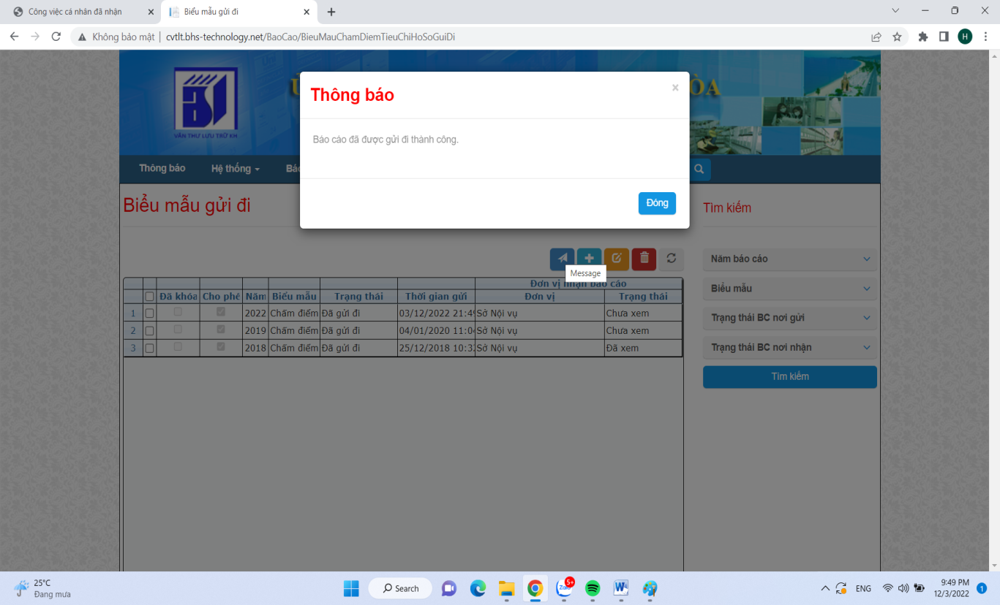 Công việc cá nhân đã nhận
Biểu mẫu gửi đi
Không bảo mật
cvtlt.bhs-technology.net/BaoCao/BieuMauChamDiemTieuChiHoSoGuiDi
H
VĂN THƯ LƯU TRỮ KH
ÒA
Thông báo
×
Báo cáo đã được gửi đi thành công.
Đóng
Thông báo
Hệ thống
Biểu mẫu gửi đi
Tìm kiếm
Message
Đơn vị nhận báo cáo
Đã khóa Cho phé Năm Biểu mẫu Trạng thái Thời gian gửi Đơn vị Trạng thái
1 2022 Chấm điểm Đã gửi đi 03/12/2022 21:49 Sở Nội vụ Chưa xem
2 2019 Chấm điểm Đã gửi đi 04/01/2020 11:04 Sở Nội vụ Chưa xem
3 2018 Chấm điểm Đã gửi đi 25/12/2018 10:33 Sở Nội vụ Đã xem
Năm báo cáo
Biểu mẫu
Trạng thái BC nơi gửi
Trạng thái BC nơi nhận
Tìm kiếm
25°C
Đang mưa
Search
Zalo
5+
ENG
9:49 PM
12/3/2022
1